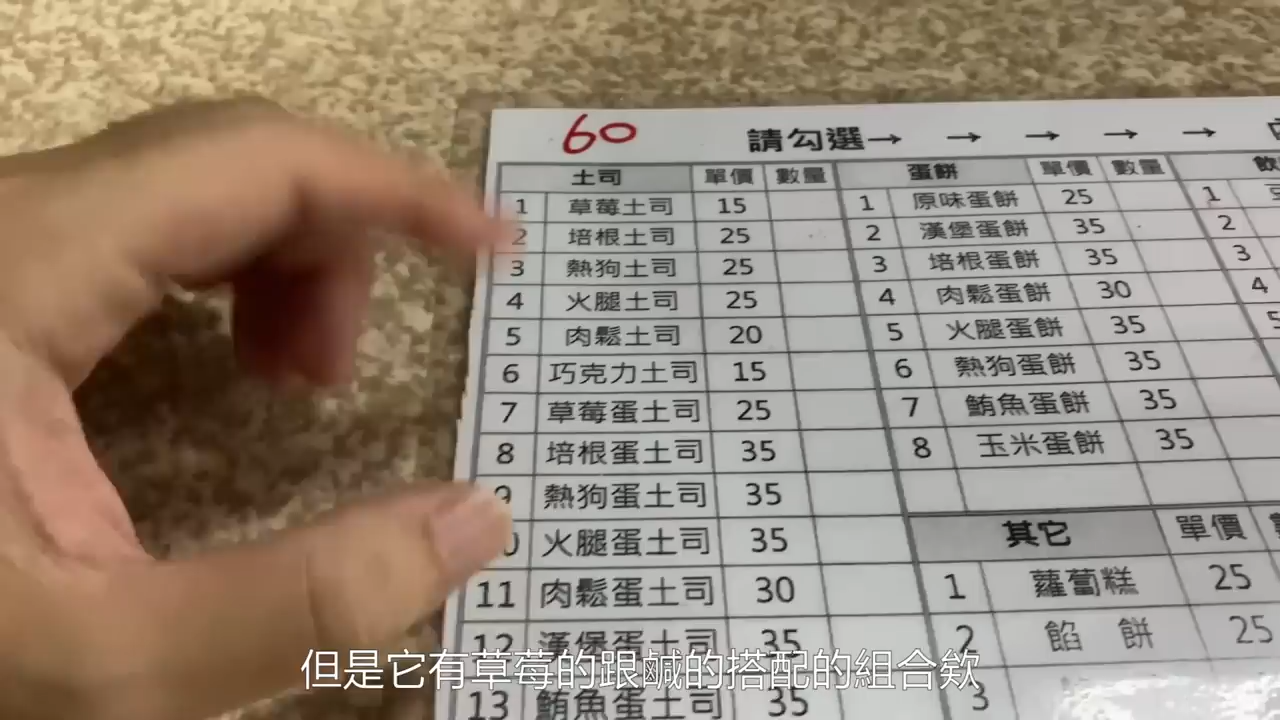 60 請勾選→ → → → →
土司 單價 數量 蛋餅 單價 數量
1 草莓土司 15 1 原味蛋餅 25 1
2 培根土司 25 2 漢堡蛋餅 35 2
3 熱狗土司 25 3 培根蛋餅 35 3
4 火腿土司 25 4 肉鬆蛋餅 30 4
5 肉鬆土司 20 5 火腿蛋餅 35 5
6 巧克力土司 15 6 熱狗蛋餅 35
7 草莓蛋土司 25 7 鮪魚蛋餅 35
8 培根蛋土司 35 8 玉米蛋餅 35
9 熱狗蛋土司 35
火腿蛋土司 35 其它 單價
11 肉鬆蛋土司 30 1 蘿蔔糕 25
12 漢堡蛋土司 35 2 餡餅 25
13 鮪魚蛋土司 35 3
但是它有草莓的跟鹹的搭配的組合欸